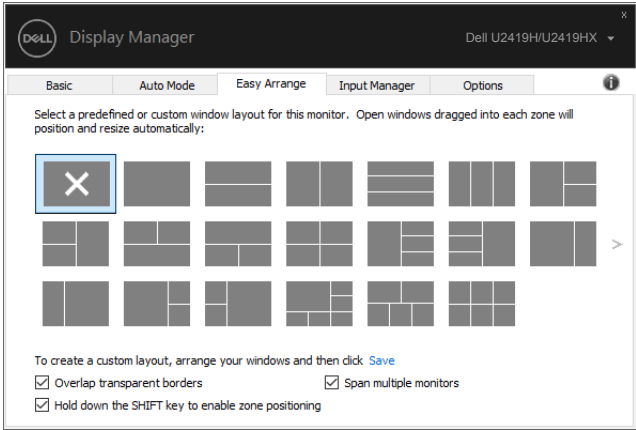 x
DELL Display Manager Dell U2419H/U2419HX
Basic Auto Mode Easy Arrange Input Manager Options
Select a predefined or custom window layout for this monitor. Open windows dragged into each zone will
position and resize automatically:
To create a custom layout, arrange your windows and then click Save
Overlap transparent borders Span multiple monitors
Hold down the SHIFT key to enable zone positioning